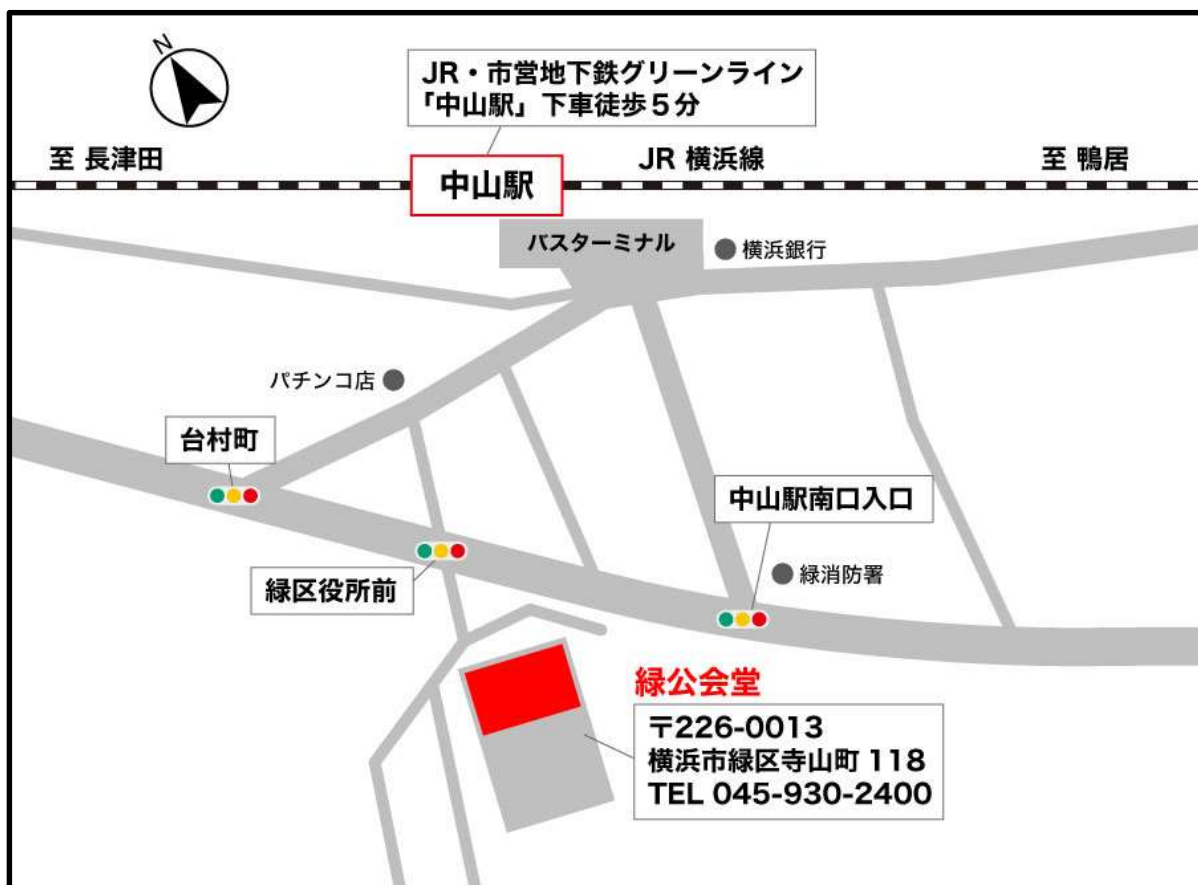 N
JR・市営地下鉄グリーンライン
「中山駅」下車徒歩5分
至 長津田
JR 横浜線
至 鴨居
中山駅
バスターミナル
横浜銀行
パチンコ店
台村町
中山駅南口入口
緑区役所前
緑消防署
緑公会堂
〒226-0013
横浜市緑区寺山町 118
TEL 045-930-2400